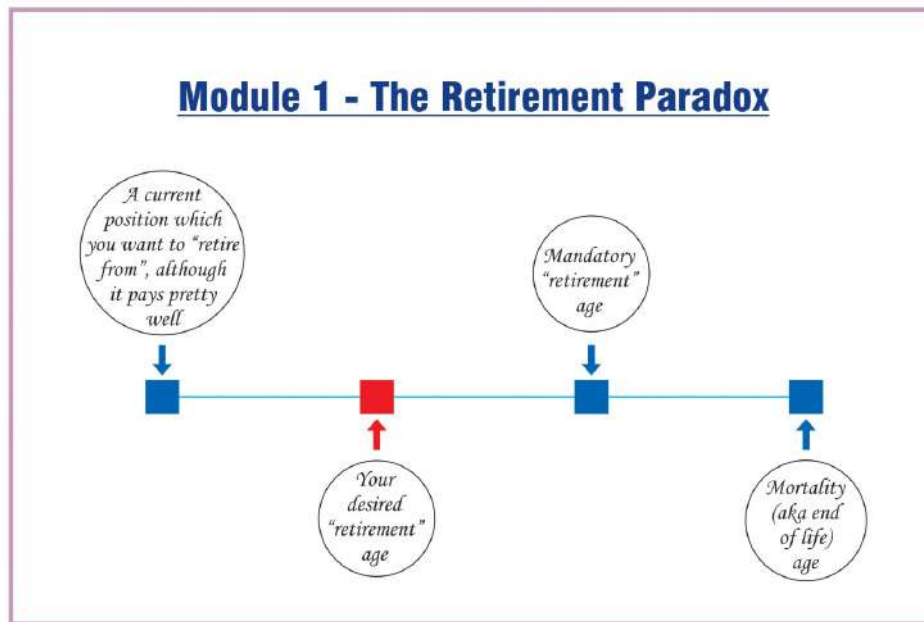 Module 1 - The Retirement Paradox
A current
position which
you want to “retire
from”, although
it pays pretty
well
Mandatory
“retirement”
age
Your
desired
“retirement”
age
Mortality
(aka end
of life)
age